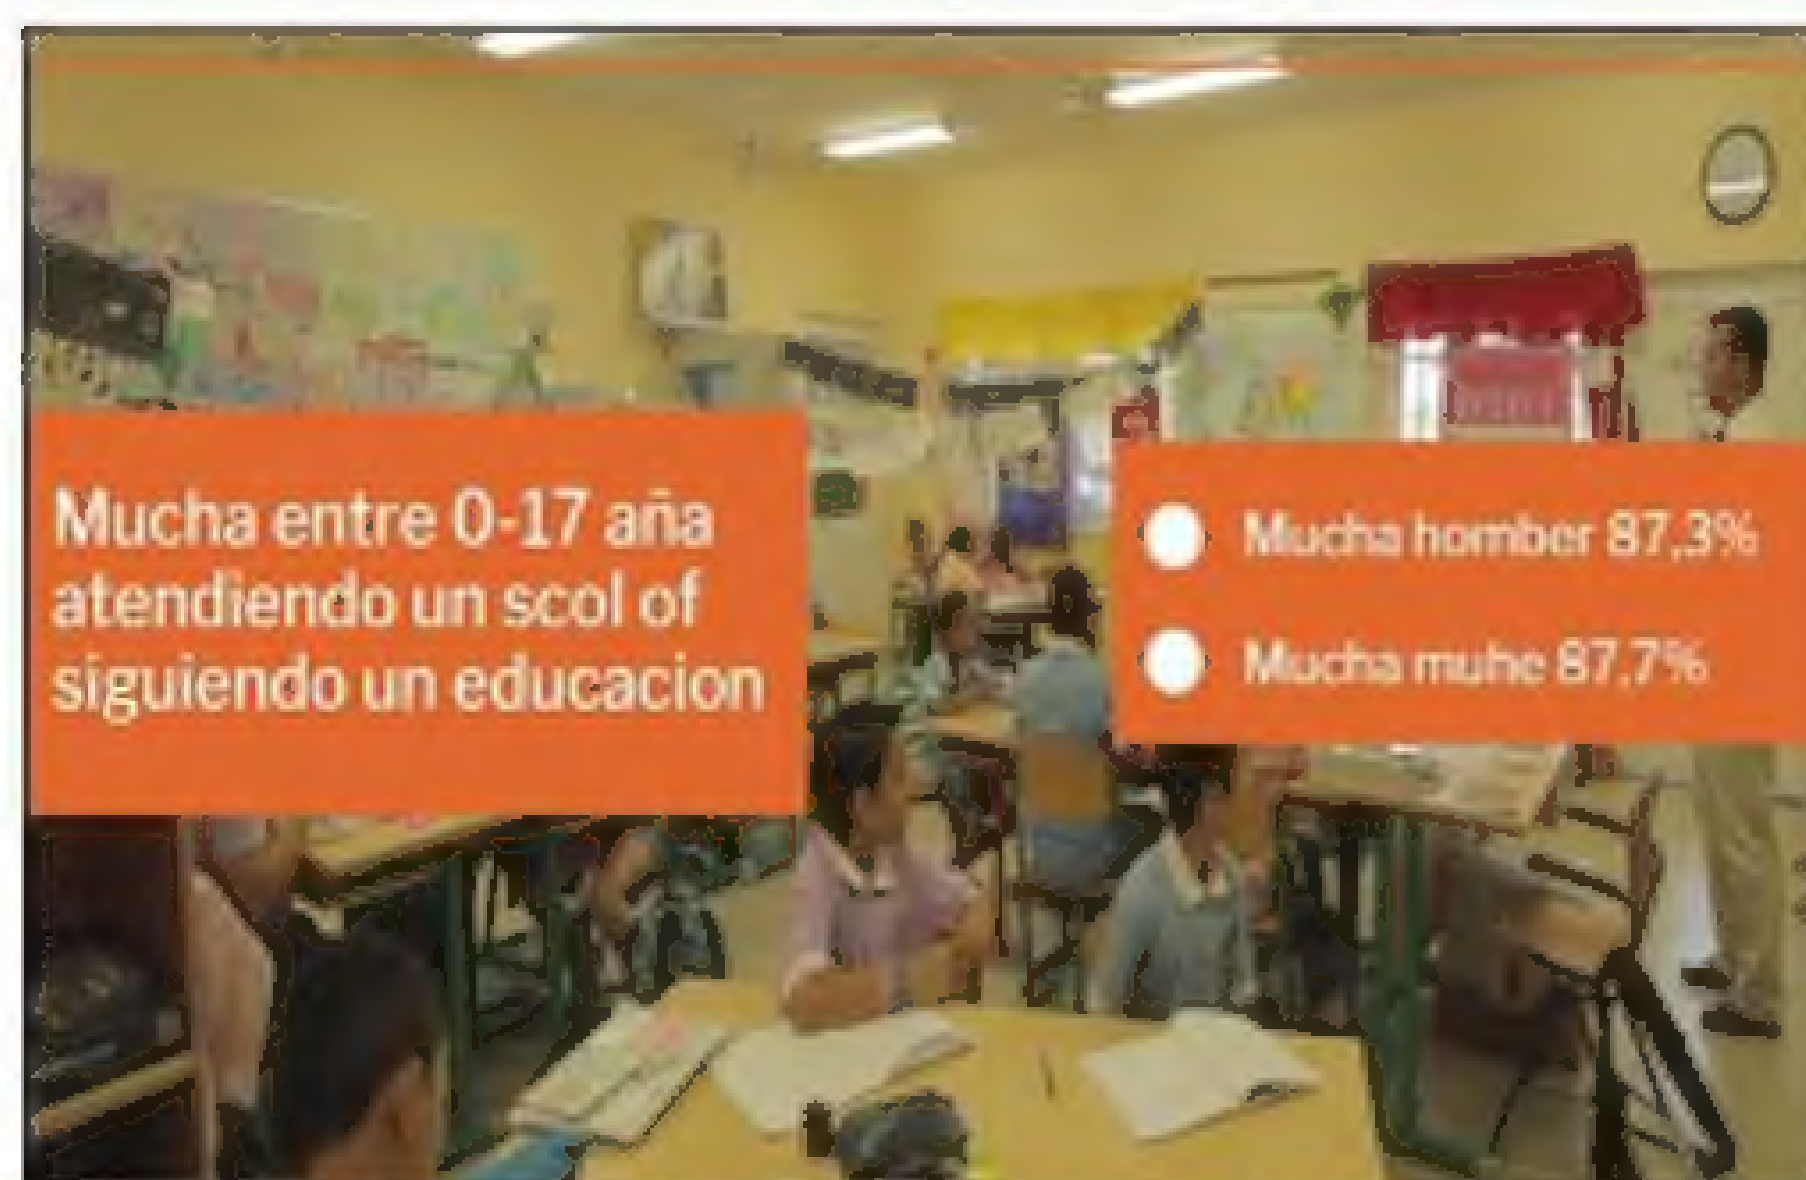 Mucha entre 0-17 aña
atendiendo un scol of
siguiendo un educacion
Mucha homber 87,3%
Mucha muhe 87,7%